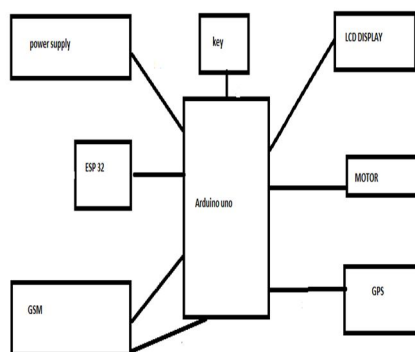 power supply
key
LCD DISPLAY
ESP 32
Arduino uno
MOTOR
GSM
GPS